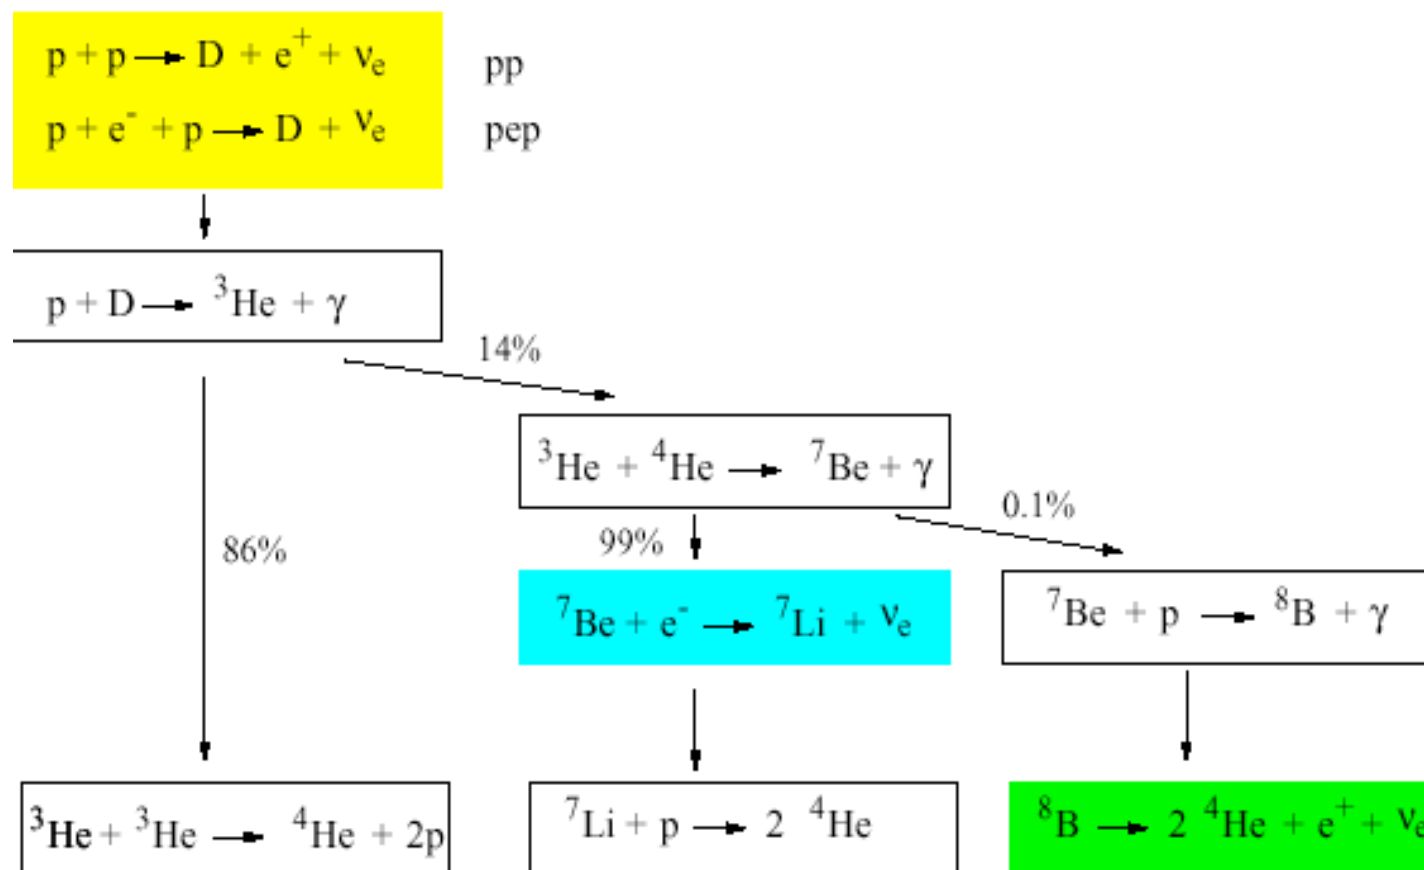 p + p → D + e⁺ + νₑ pp
p + e⁻ + p → D + νₑ pep
p + D → ³He + γ
14%
³He + ⁴He → ⁷Be + γ
0.1%
86%
99%
⁷Be + e⁻ → ⁷Li + νₑ
⁷Be + p → ⁸B + γ
³He + ³He → ⁴He + 2p
⁷Li + p → 2 ⁴He
⁸B → 2 ⁴He + e⁺ + νₑ